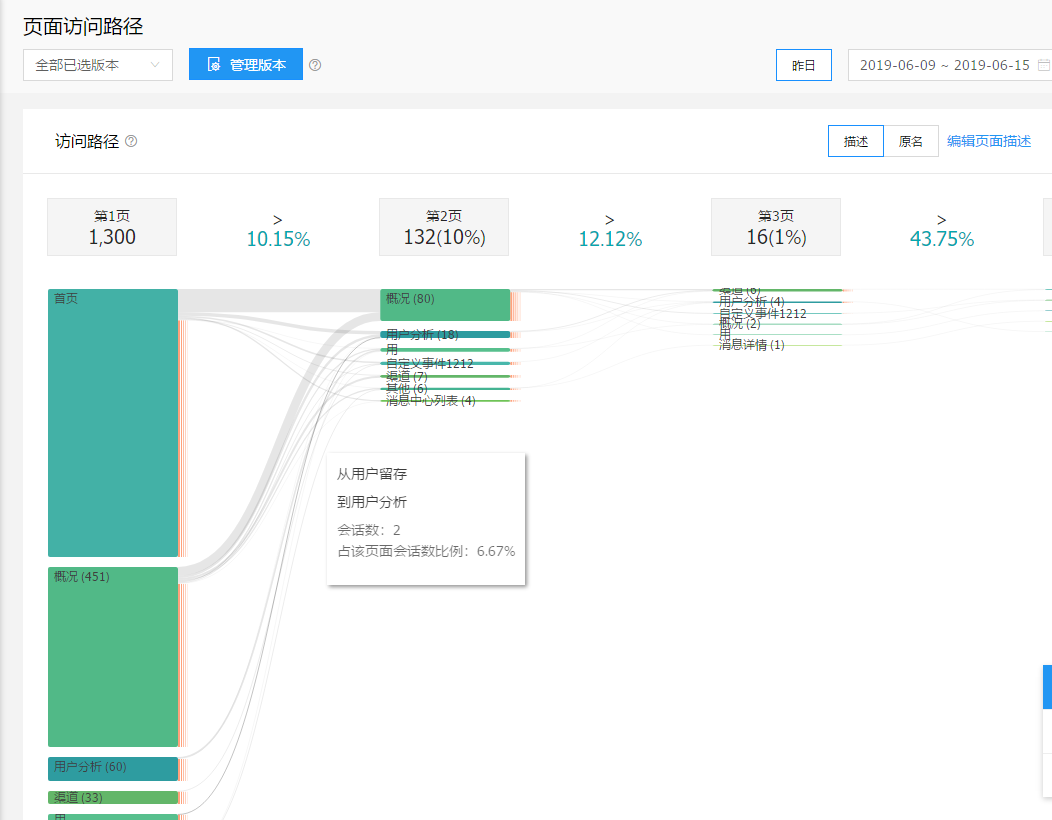 页面访问路径
全部已选版本
管理版本
昨日
2019-06-09 ~ 2019-06-15
访问路径
描述
原名
编辑页面描述
第1页
1,300
>
10.15%
第2页
132(10%)
>
12.12%
第3页
16(1%)
>
43.75%
首页
概况 (80)
用户分析 (18)
用
自定义事件1212
渠道 (7)
其他 (6)
消息中心列表 (4)
渠道 (6)
用户分析 (4)
自定义事件1212
概况 (2)
用
消息详情 (1)
从用户留存
到用户分析
会话数：2
占该页面会话数比例：6.67%
概况 (451)
用户分析 (60)
渠道 (33)
用